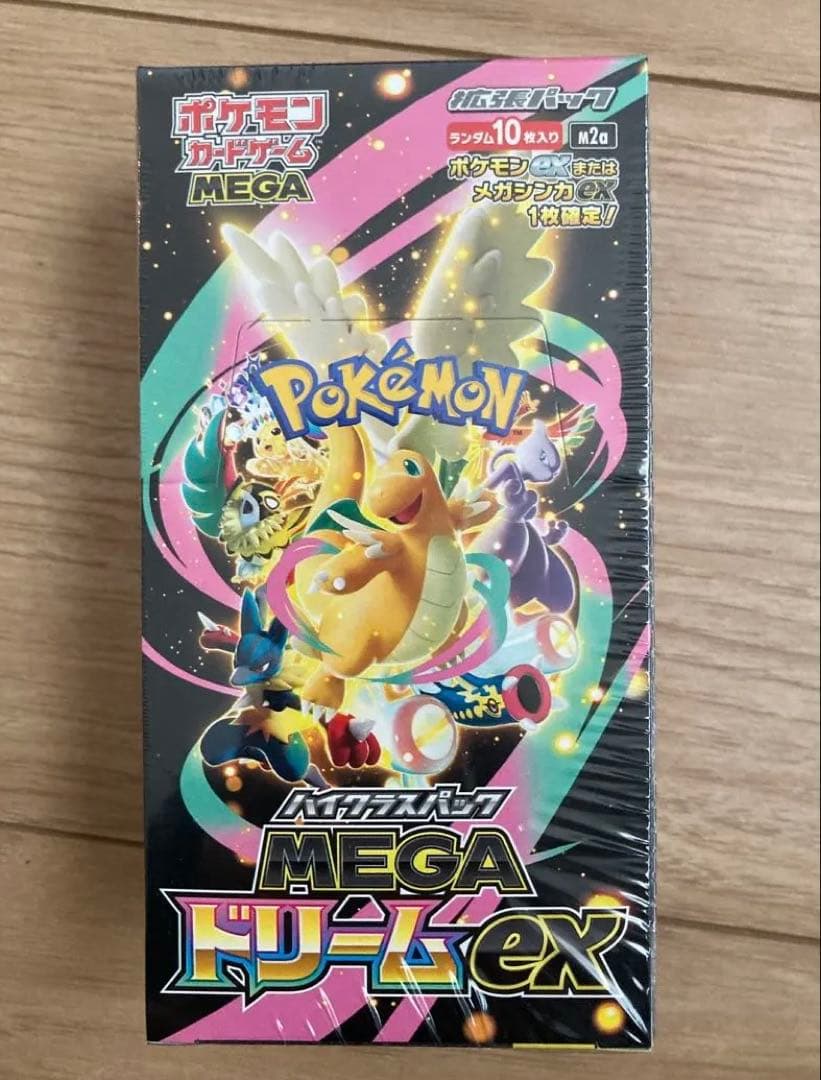 ポケモン
カードゲーム
MEGA
拡張パック
ランダム10枚入り M2a
ポケモンexまたは
メガシンカex
1枚確定!
POKéMON
ハイクラスパック
MEGA
ドリームex